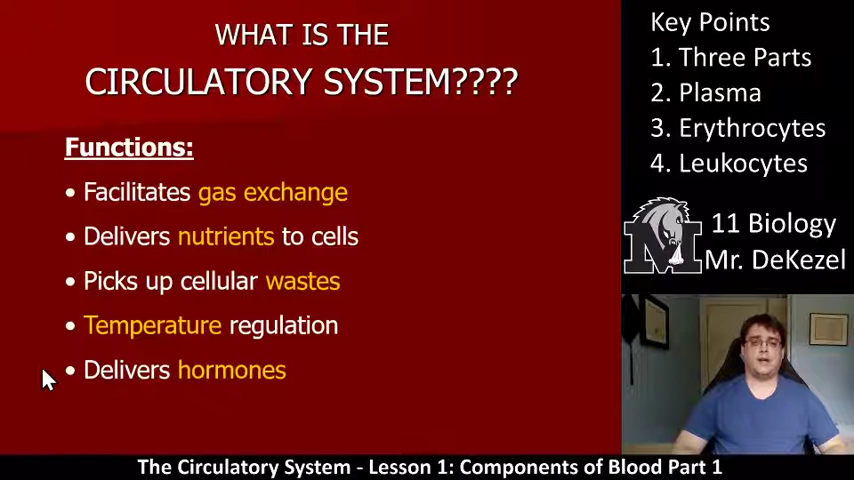 WHAT IS THE
CIRCULATORY SYSTEM????
Functions:
• Facilitates gas exchange
• Delivers nutrients to cells
• Picks up cellular wastes
• Temperature regulation
• Delivers hormones
Key Points
1. Three Parts
2. Plasma
3. Erythrocytes
4. Leukocytes
M
11 Biology
Mr. DeKezel
The Circulatory System - Lesson 1: Components of Blood Part 1